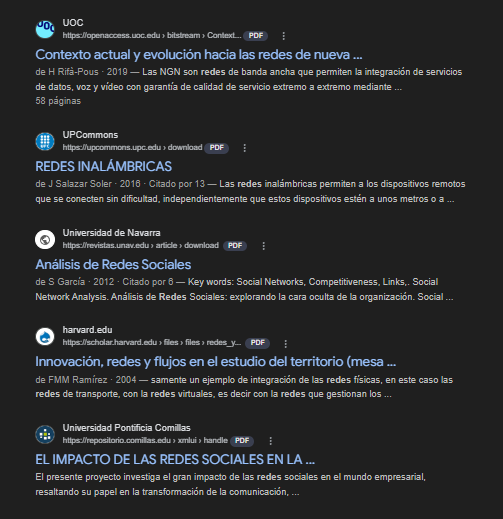 UOC
https://openaccess.uoc.edu › bitstream › Context... PDF
Contexto actual y evolución hacia las redes de nueva ...
de H Rifà-Pous · 2019 — Las NGN son redes de banda ancha que permiten la integración de servicios
de datos, voz y vídeo con garantía de calidad de servicio extremo a extremo mediante ...
58 páginas
UPCommons
https://upcommons.upc.edu › download PDF
REDES INALÁMBRICAS
de J Salazar Soler · 2016 · Citado por 13 — Las redes inalámbricas permiten a los dispositivos remotos
que se conecten sin dificultad, independientemente que estos dispositivos estén a unos metros o a ...
Universidad de Navarra
https://revistas.unav.edu › article › download PDF
Análisis de Redes Sociales
de S García · 2012 · Citado por 6 — Key words: Social Networks, Competitiveness, Links,. Social
Network Analysis. Análisis de Redes Sociales: explorando la cara oculta de la organización. Social ...
harvard.edu
https://scholar.harvard.edu › files › files › redes_y... PDF
Innovación, redes y flujos en el estudio del territorio (mesa ...
de FMM Ramírez · 2004 — samente un ejemplo de integración de las redes físicas, en este caso las
redes de transporte, con la redes virtuales, es decir con la redes que gestionan los ...
Universidad Pontificia Comillas
https://repositorio.comillas.edu › xmlui › handle PDF
EL IMPACTO DE LAS REDES SOCIALES EN LA ...
El presente proyecto investiga el gran impacto de las redes sociales en el mundo empresarial,
resaltando su papel en la transformación de la comunicación, ...